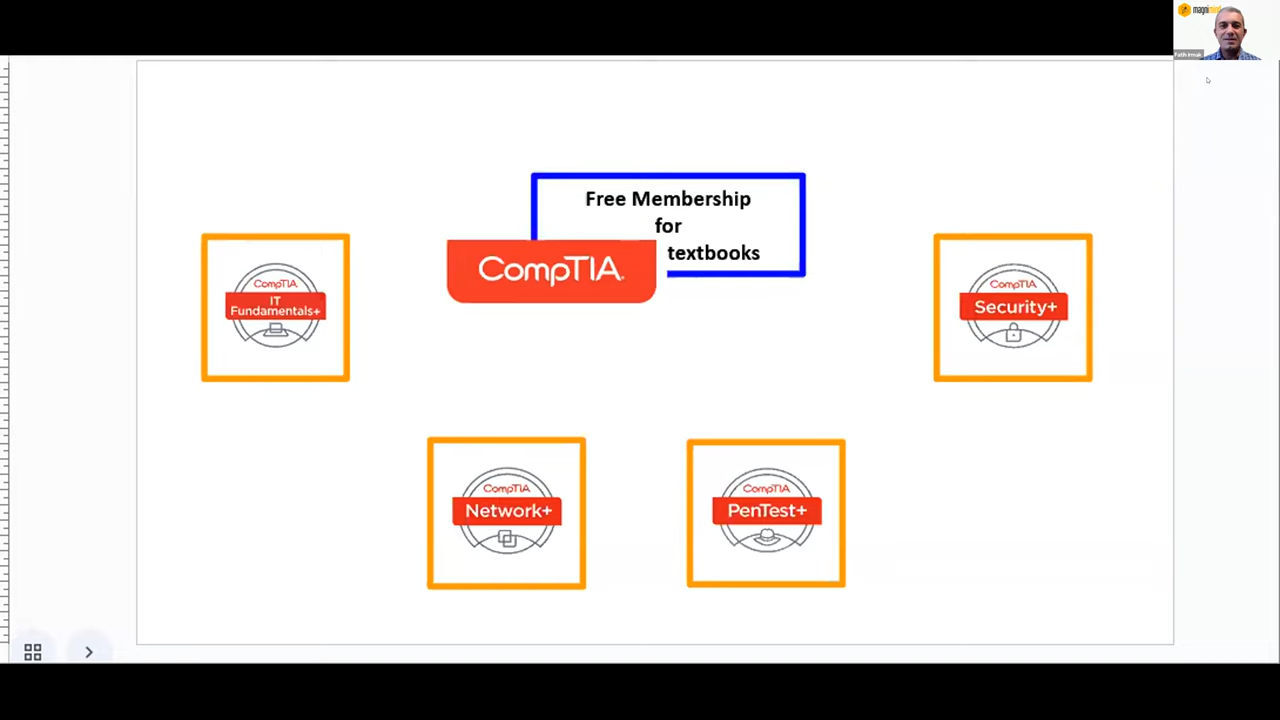 Free Membership
for
textbooks
CompTIA
CompTIA
IT
Fundamentals+
CompTIA
Security+
CompTIA
Network+
CompTIA
PenTest+